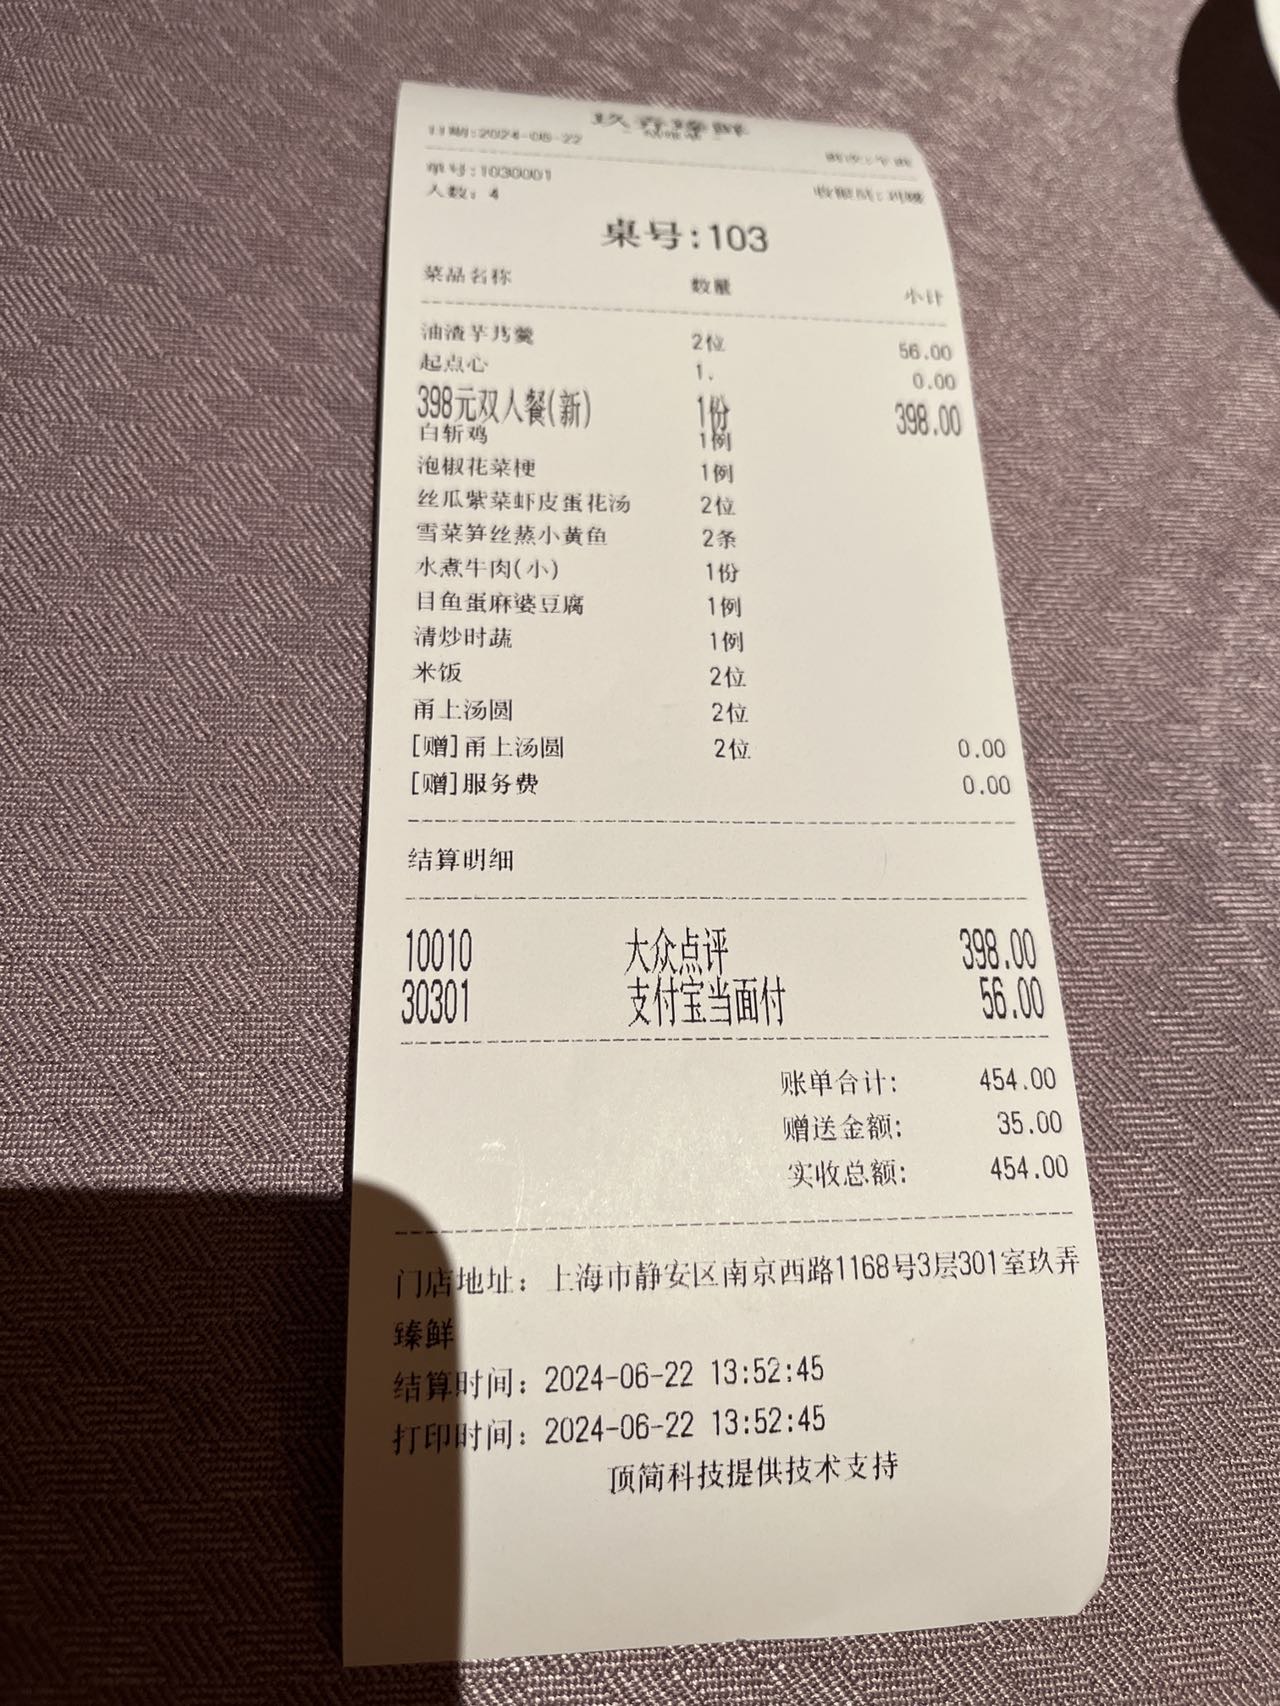 玖弄臻鲜
日期:2024-06-22
单号:1030001
人数: 4
桌号:103
菜品名称 数量 小计
油渣芋艿羹 2位 56.00
起点心 1. 0.00
398元双人餐(新) 1份 398.00
白斩鸡 1例
泡椒花菜梗 1例
丝瓜紫菜虾皮蛋花汤 2位
雪菜笋丝蒸小黄鱼 2条
水煮牛肉(小) 1份
目鱼蛋麻婆豆腐 1例
清炒时蔬 1例
米饭 2位
甬上汤圆 2位
[赠]甬上汤圆 2位 0.00
[赠]服务费 0.00
结算明细
10010 大众点评 398.00
30301 支付宝当面付 56.00
账单合计: 454.00
赠送金额: 35.00
实收总额: 454.00
门店地址: 上海市静安区南京西路1168号3层301室玖弄
臻鲜
结算时间: 2024-06-22 13:52:45
打印时间: 2024-06-22 13:52:45
顶简科技提供技术支持